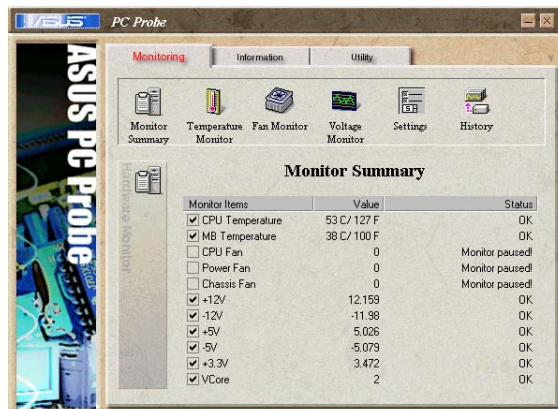 ASUS PC Probe
Monitoring Information Utility
Monitor Summary
Temperature Monitor
Fan Monitor
Voltage Monitor
Settings
History
ASUS PC Probe
Hardware Monitor
Monitor Summary
Monitor Items Value Status
CPU Temperature 53 C/ 127 F OK
MB Temperature 38 C/ 100 F OK
CPU Fan 0 Monitor paused!
Power Fan 0 Monitor paused!
Chassis Fan 0 Monitor paused!
+12V 12.159 OK
-12V -11.98 OK
+5V 5.026 OK
-5V -5.079 OK
+3.3V 3.472 OK
VCore 2 OK